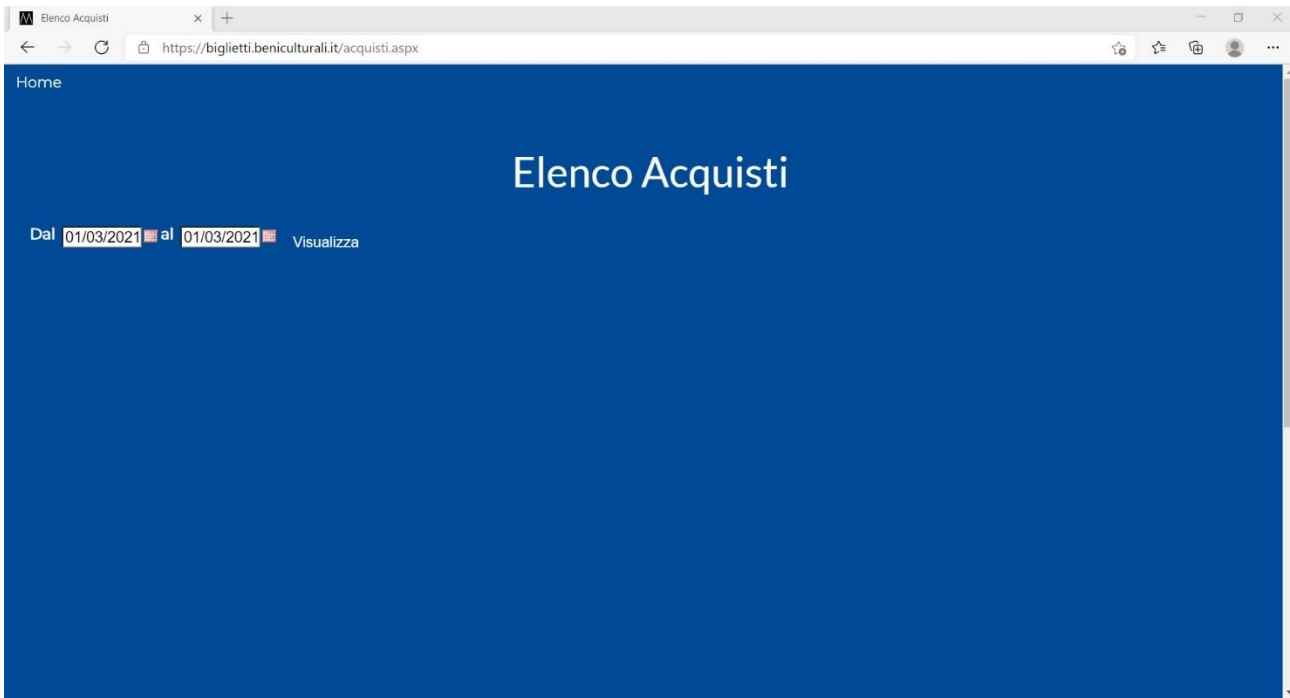 Elenco Acquisti
https://biglietti.beniculturali.it/acquisti.aspx
Home
Elenco Acquisti
Dal 01/03/2021 al 01/03/2021 Visualizza